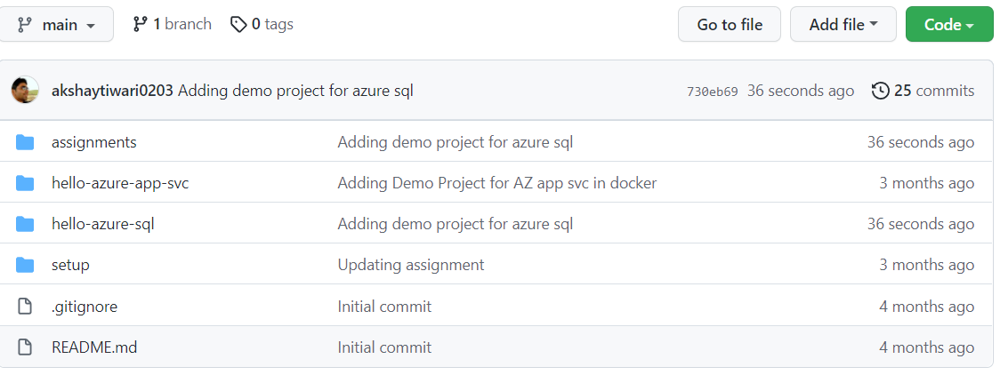 main 1 branch 0 tags Go to file Add file Code
akshaytiwari0203 Adding demo project for azure sql 730eb69 36 seconds ago 25 commits
assignments Adding demo project for azure sql 36 seconds ago
hello-azure-app-svc Adding Demo Project for AZ app svc in docker 3 months ago
hello-azure-sql Adding demo project for azure sql 36 seconds ago
setup Updating assignment 3 months ago
.gitignore Initial commit 4 months ago
README.md Initial commit 4 months ago